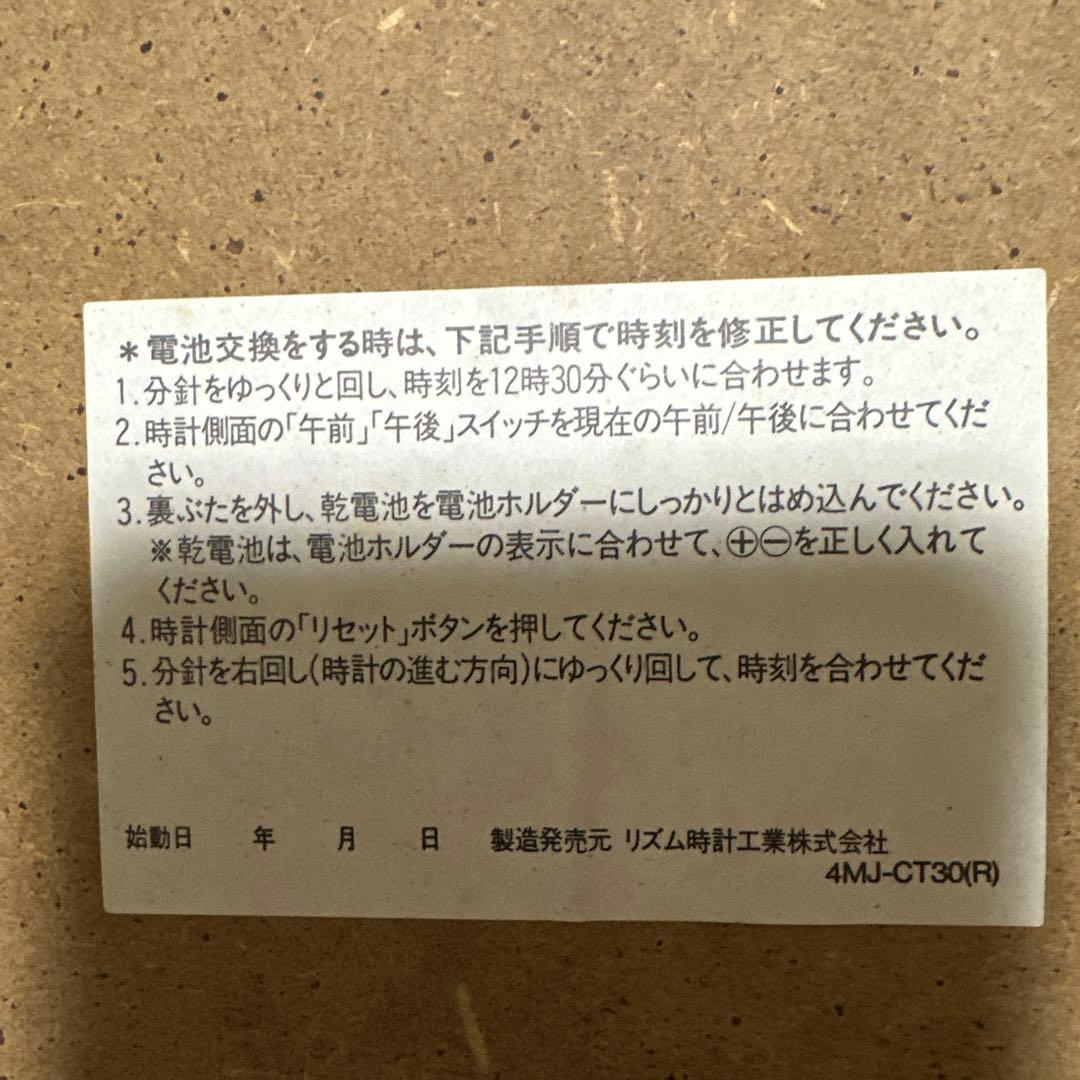 *電池交換をする時は、下記手順で時刻を修正してください。
1.分針をゆっくりと回し、時刻を12時30分ぐらいに合わせます。
2.時計側面の「午前」「午後」スイッチを現在の午前/午後に合わせてくだ
さい。
3.裏ぶたを外し、乾電池を電池ホルダーにしっかりとはめ込んでください。
※乾電池は、電池ホルダーの表示に合わせて、⊕⊖を正しく入れて
ください。
4.時計側面の「リセット」ボタンを押してください。
5.分針を右回し(時計の進む方向)にゆっくり回して、時刻を合わせてくだ
さい。
始動日 年 月 日 製造発売元 リズム時計工業株式会社
4MJ-CT30(R)